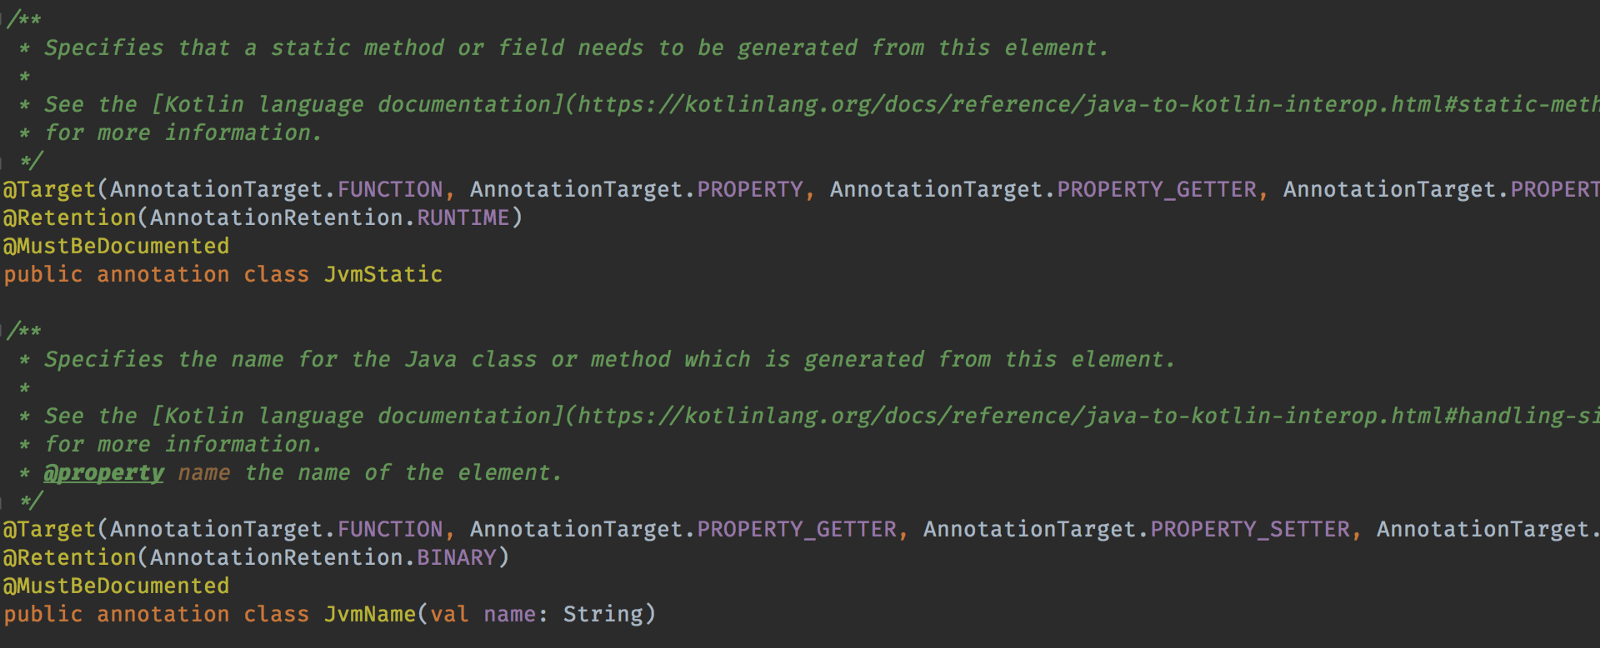 /**
 * Specifies that a static method or field needs to be generated from this element.
 *
 * See the [Kotlin language documentation](https://kotlinlang.org/docs/reference/java-to-kotlin-interop.html#static-meth
 * for more information.
 */
@Target(AnnotationTarget.FUNCTION, AnnotationTarget.PROPERTY, AnnotationTarget.PROPERTY_GETTER, AnnotationTarget.PROPERT
@Retention(AnnotationRetention.RUNTIME)
@MustBeDocumented
public annotation class JvmStatic

/**
 * Specifies the name for the Java class or method which is generated from this element.
 *
 * See the [Kotlin language documentation](https://kotlinlang.org/docs/reference/java-to-kotlin-interop.html#handling-si
 * for more information.
 * @property name the name of the element.
 */
@Target(AnnotationTarget.FUNCTION, AnnotationTarget.PROPERTY_GETTER, AnnotationTarget.PROPERTY_SETTER, AnnotationTarget.
@Retention(AnnotationRetention.BINARY)
@MustBeDocumented
public annotation class JvmName(val name: String)